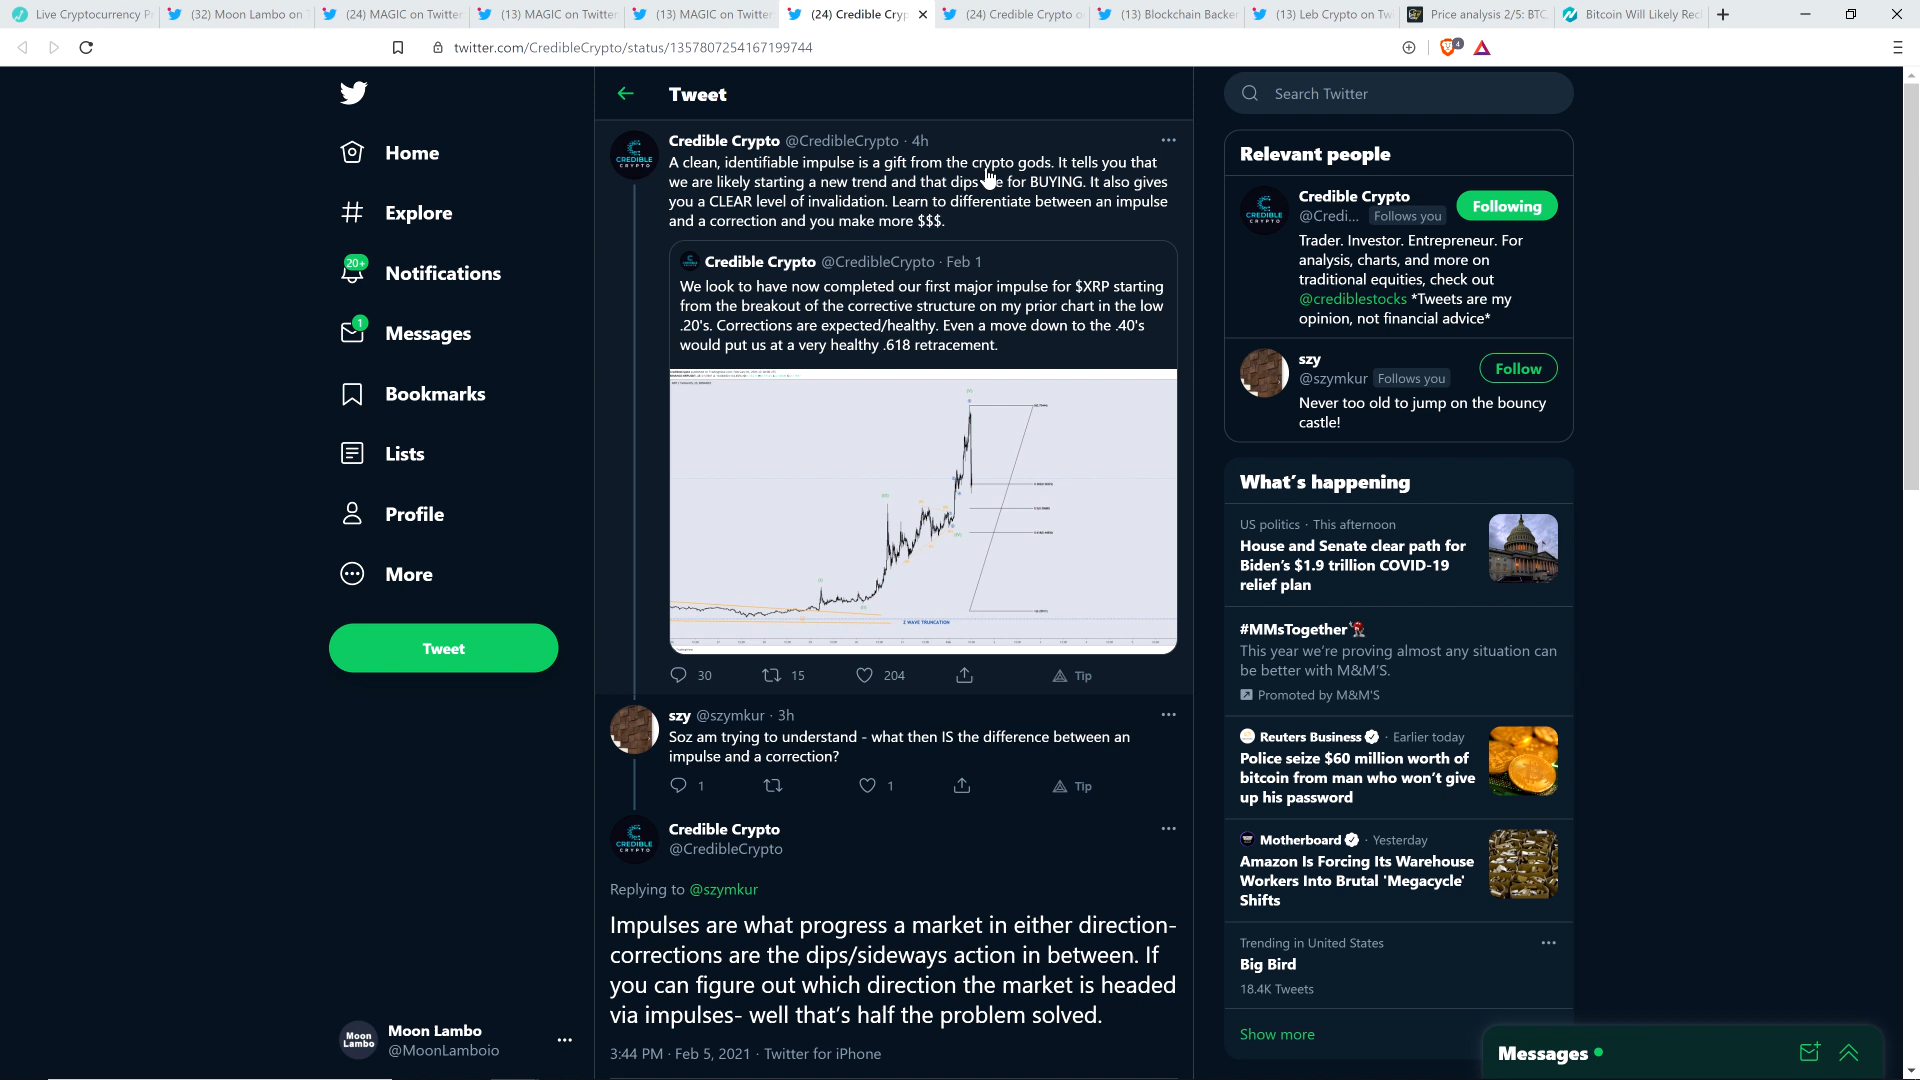 Live Cryptocurrency P
(32) Moon Lambo on T
(24) MAGIC on Twitter
(13) MAGIC on Twitter
(13) MAGIC on Twitter
(24) Credible Cryp
(24) Credible Crypto o
(13) Blockchain Backer
(13) Leb Crypto on Tw
Price analysis 2/5: BTC,
Bitcoin Will Likely Rec
twitter.com/CredibleCrypto/status/1357807254167199744
4
Home
Explore
20+
Notifications
1
Messages
Bookmarks
Lists
Profile
More
Tweet
Moon Lambo
Moon Lambo
@MoonLamboio
Tweet
CREDIBLE
CRYPTO
Credible Crypto @CredibleCrypto · 4h
A clean, identifiable impulse is a gift from the crypto gods. It tells you that
we are likely starting a new trend and that dips for BUYING. It also gives
you a CLEAR level of invalidation. Learn to differentiate between an impulse
and a correction and you make more $$$.
Credible Crypto @CredibleCrypto · Feb 1
We look to have now completed our first major impulse for $XRP starting
from the breakout of the corrective structure on my prior chart in the low
.20's. Corrections are expected/healthy. Even a move down to the .40's
would put us at a very healthy .618 retracement.
2 WAVE TRUNCATION
30
15
204
Tip
szy @szymkur · 3h
Soz am trying to understand - what then IS the difference between an
impulse and a correction?
1
1
Tip
CREDIBLE
CRYPTO
Credible Crypto
@CredibleCrypto
Replying to @szymkur
Impulses are what progress a market in either direction-
corrections are the dips/sideways action in between. If
you can figure out which direction the market is headed
via impulses- well that's half the problem solved.
3:44 PM · Feb 5, 2021 · Twitter for iPhone
Search Twitter
Relevant people
CREDIBLE
CRYPTO
Credible Crypto
@Credi... Follows you
Following
Trader. Investor. Entrepreneur. For
analysis, charts, and more on
traditional equities, check out
@crediblestocks *Tweets are my
opinion, not financial advice*
szy
@szymkur Follows you
Follow
Never too old to jump on the bouncy
castle!
What's happening
US politics · This afternoon
House and Senate clear path for
Biden's $1.9 trillion COVID-19
relief plan
#MMsTogether
This year we're proving almost any situation can
be better with M&M'S.
Promoted by M&M'S
Reuters Business · Earlier today
Police seize $60 million worth of
bitcoin from man who won't give
up his password
Motherboard · Yesterday
Amazon Is Forcing Its Warehouse
Workers Into Brutal 'Megacycle'
Shifts
Trending in United States
Big Bird
18.4K Tweets
Show more
Messages